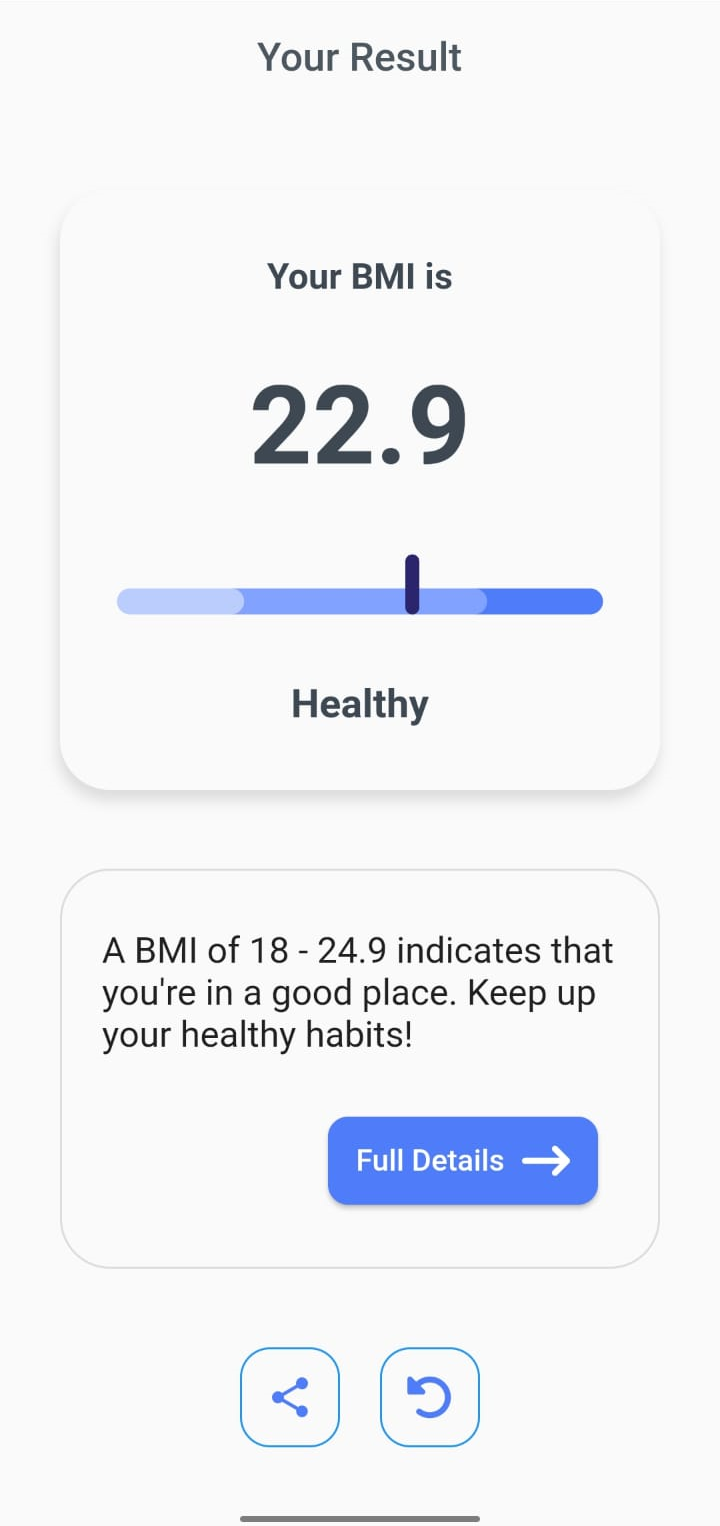 Your Result
Your BMI is
22.9
Healthy
A BMI of 18 - 24.9 indicates that
you're in a good place. Keep up
your healthy habits!
Full Details